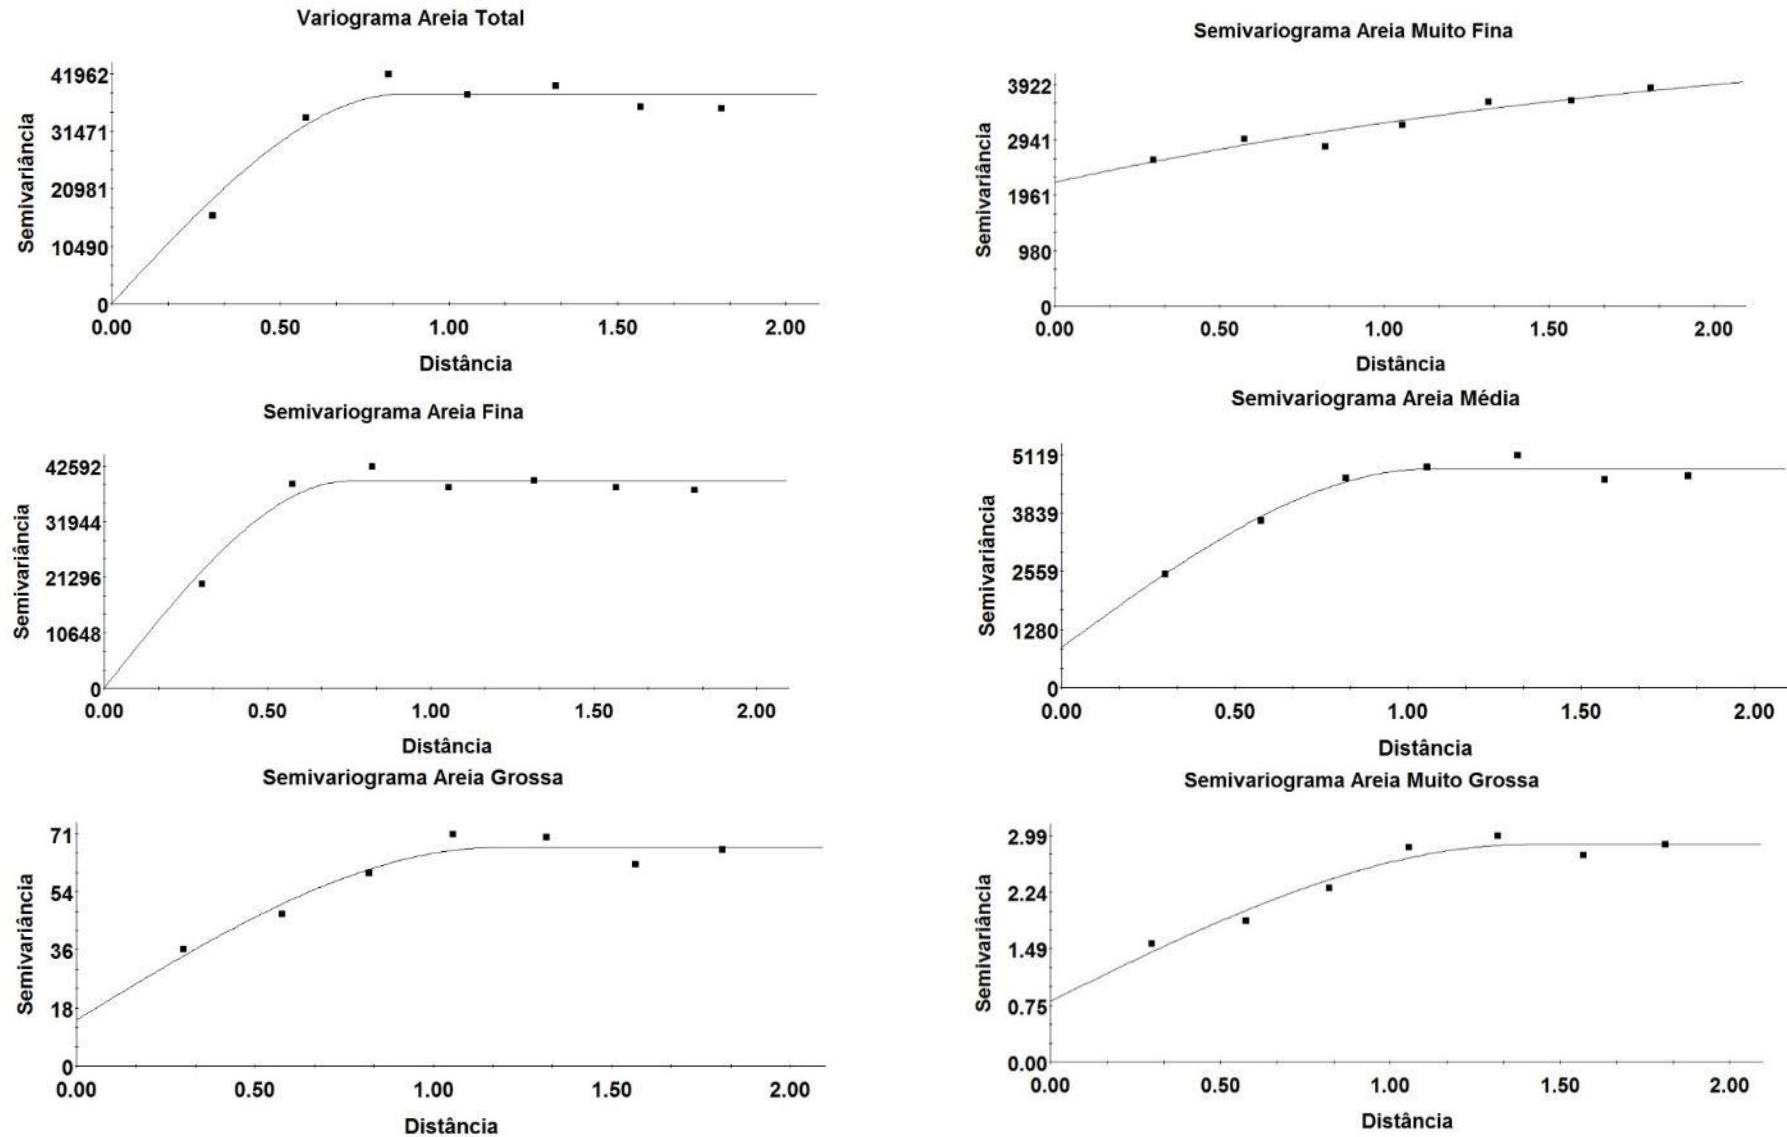 Variograma Areia Total
Semivariância
41962
31471
20981
10490
0
0.00 0.50 1.00 1.50 2.00
Distância
Semivariograma Areia Muito Fina
Semivariância
3922
2941
1961
980
0
0.00 0.50 1.00 1.50 2.00
Distância
Semivariograma Areia Fina
Semivariância
42592
31944
21296
10648
0
0.00 0.50 1.00 1.50 2.00
Distância
Semivariograma Areia Média
Semivariância
5119
3839
2559
1280
0
0.00 0.50 1.00 1.50 2.00
Distância
Semivariograma Areia Grossa
Semivariância
71
54
36
18
0
0.00 0.50 1.00 1.50 2.00
Distância
Semivariograma Areia Muito Grossa
Semivariância
2.99
2.24
1.49
0.75
0.00
0.00 0.50 1.00 1.50 2.00
Distância